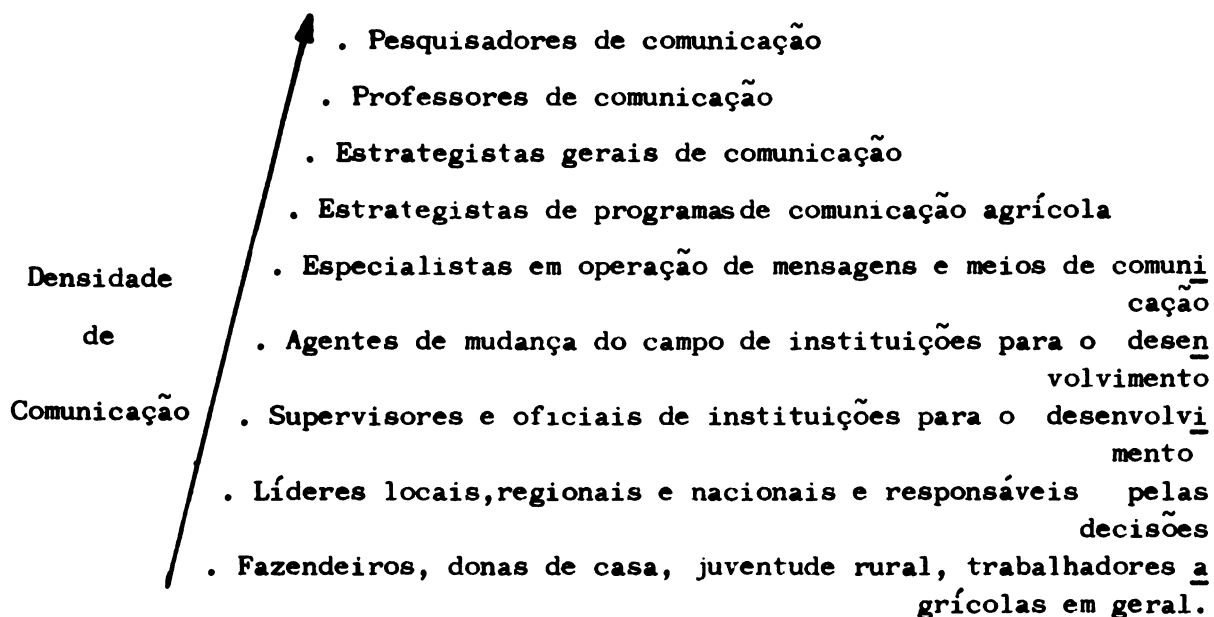 . Pesquisadores de comunicação
. Professores de comunicação
. Estrategistas gerais de comunicação
. Estrategistas de programas de comunicação agrícola
Densidade
de
Comunicação
. Especialistas em operação de mensagens e meios de comuni
cação
. Agentes de mudança do campo de instituições para o desen
volvimento
. Supervisores e oficiais de instituições para o desenvolvi
mento
. Líderes locais,regionais e nacionais e responsáveis pelas
decisões
. Fazendeiros, donas de casa, juventude rural, trabalhadores a
grícolas em geral.